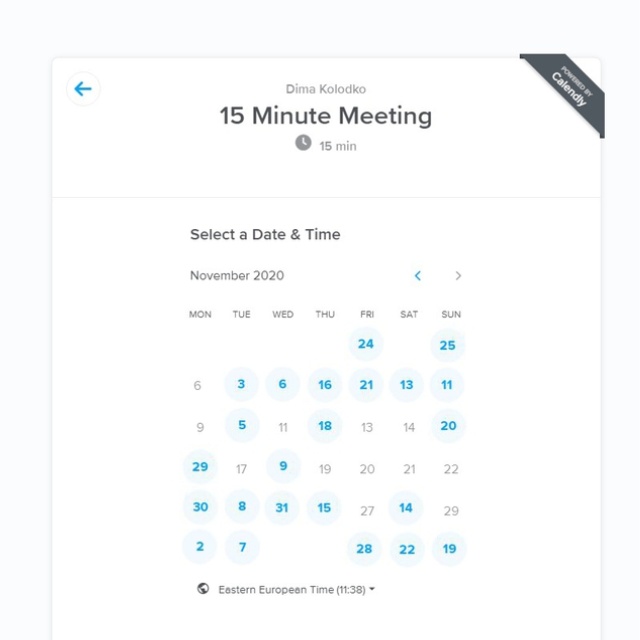 POWERED BY
Calendly
Dima Kolodko
15 Minute Meeting
15 min
Select a Date & Time
November 2020
MON TUE WED THU FRI SAT SUN
24 25
6 3 6 16 21 13 11
9 5 11 18 13 14 20
29 17 9 19 20 21 22
30 8 31 15 27 14 29
2 7 28 22 19
Eastern European Time (11:38)